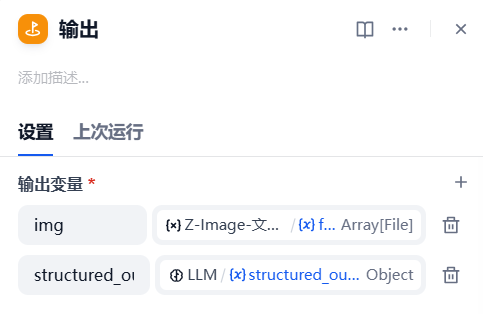 输出
添加描述...
设置 上次运行
输出变量 *
img {×} Z-Image-文... / {x} f... Array[File]
structured_ou LLM / {x} structured_ou... Object